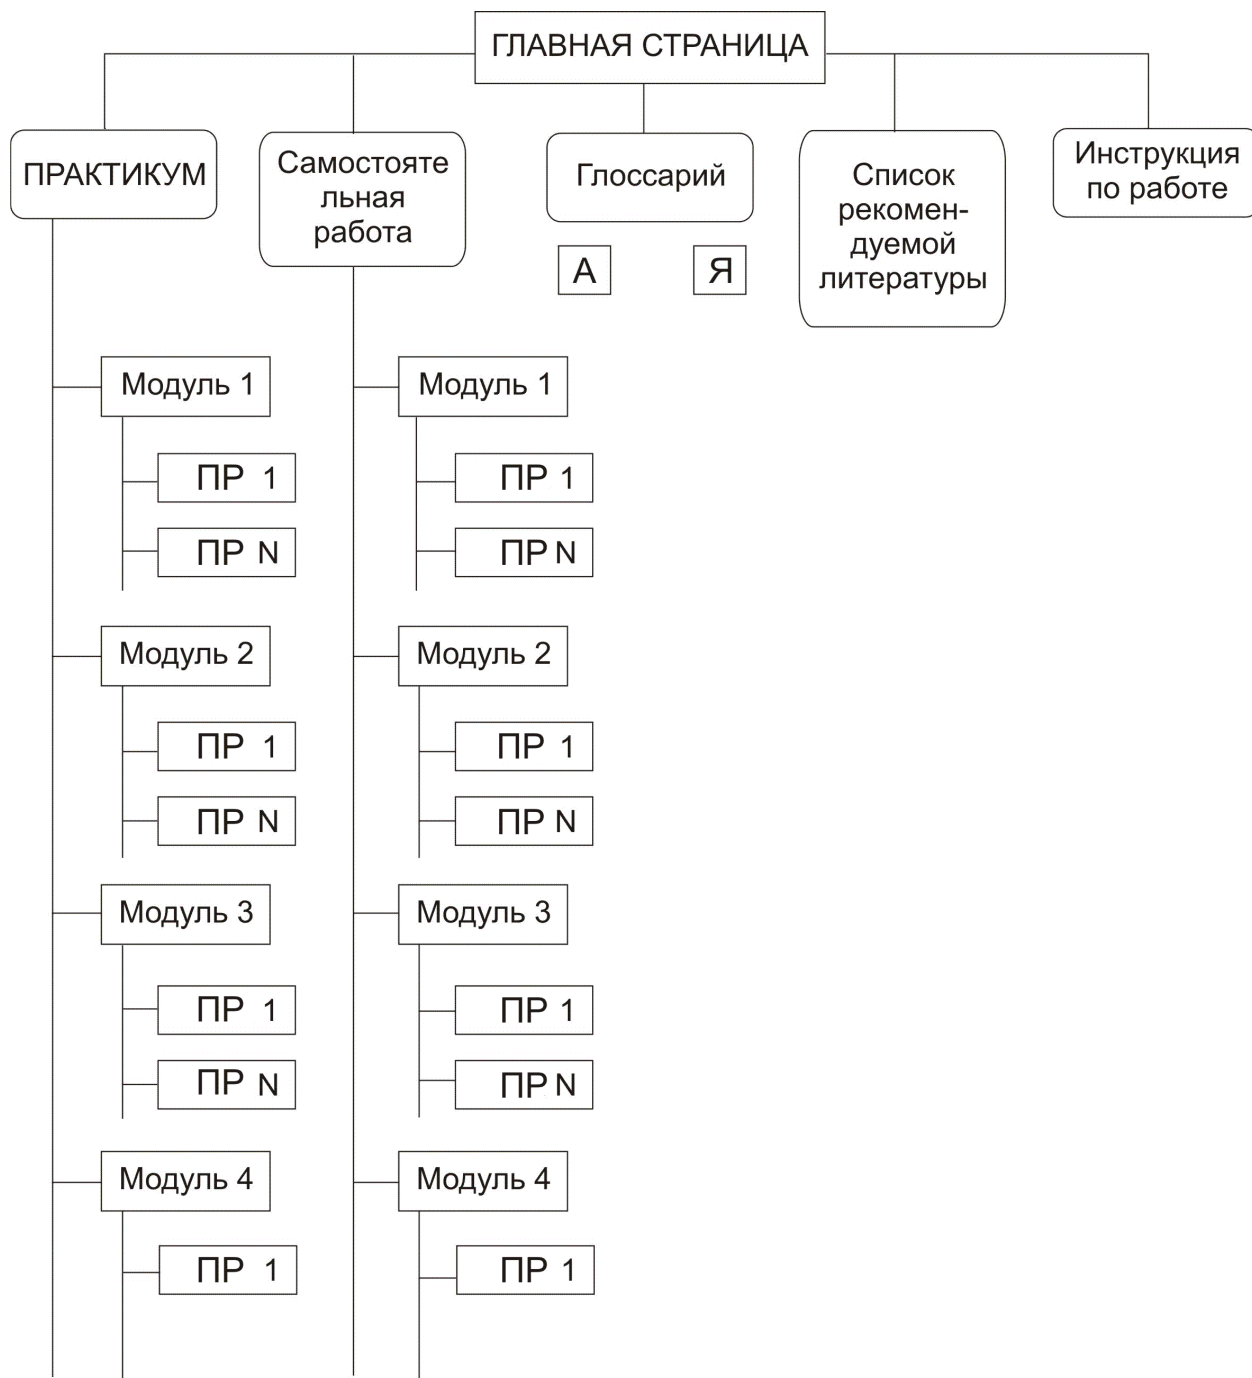 ГЛАВНАЯ СТРАНИЦА
ПРАКТИКУМ
Самостояте
льная
работа
Глоссарий
А
Я
Список
рекомен-
дуемой
литературы
Инструкция
по работе
Модуль 1
ПР 1
ПР N
Модуль 2
ПР 1
ПР N
Модуль 3
ПР 1
ПР N
Модуль 4
ПР 1
Модуль 1
ПР 1
ПР N
Модуль 2
ПР 1
ПР N
Модуль 3
ПР 1
ПР N
Модуль 4
ПР 1